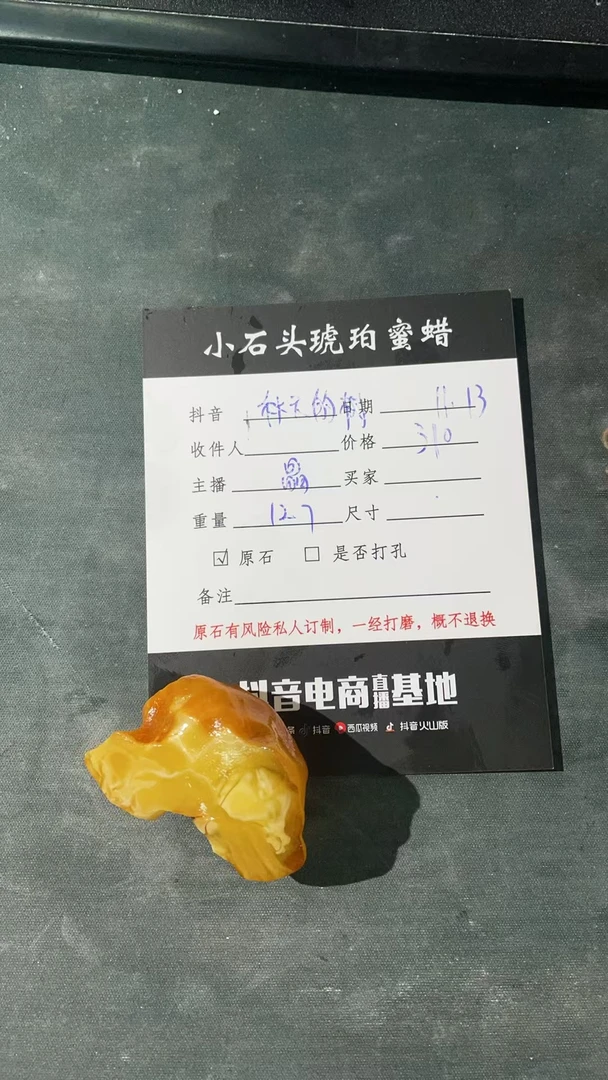 小石头琥珀蜜蜡
抖音 日期 11.13
收件人 价格 310
主播 买家
重量 12.7 尺寸
☑ 原石 ☐ 是否打孔
备注
原石有风险私人订制，一经打磨，概不退换
抖音电商直播基地
抖音 西瓜视频 抖音火山版